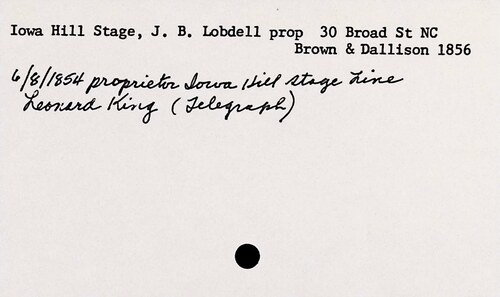 Iowa Hill Stage, J. B. Lobdell prop 30 Broad St NC
Brown & Dallison 1856
6/8/1854 proprietor Iowa Hill Stage Line
Leonard King (Telegraph)